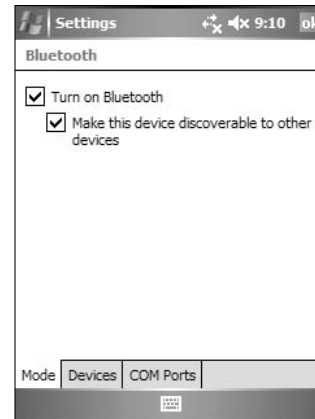 Settings 9:10 ok
Bluetooth
Turn on Bluetooth
Make this device discoverable to other
devices
Mode Devices COM Ports